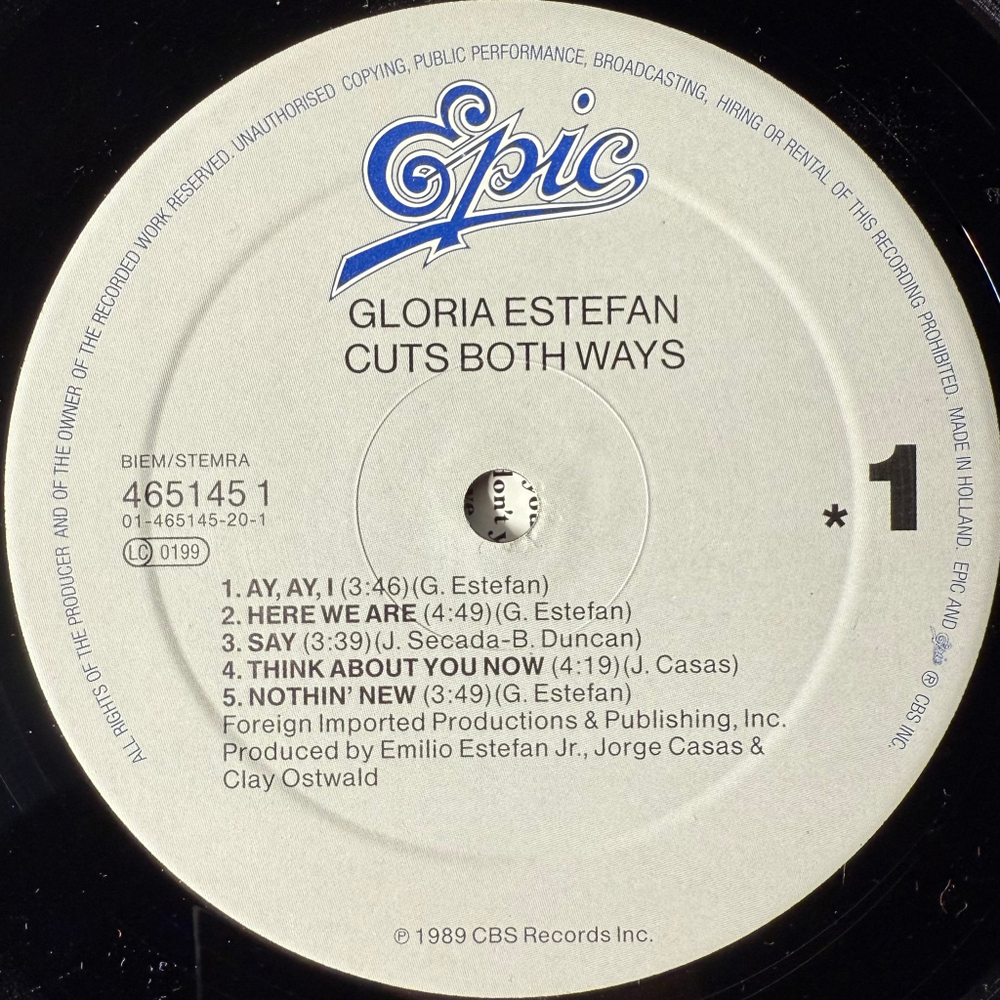 ALL RIGHTS OF THE PRODUCER AND OF THE OWNER OF THE RECORDED WORK RESERVED. UNAUTHORISED COPYING, PUBLIC PERFORMANCE, BROADCASTING, HIRING OR RENTAL OF THIS RECORDING PROHIBITED. MADE IN HOLLAND. EPIC AND Epic ® CBS INC.
Epic
GLORIA ESTEFAN
CUTS BOTH WAYS
BIEM/STEMRA
465145 1
01-465145-20-1
LC 0199
* 1
you
don't y
1. AY, AY, I (3:46) (G. Estefan)
2. HERE WE ARE (4:49) (G. Estefan)
3. SAY (3:39) (J. Secada-B. Duncan)
4. THINK ABOUT YOU NOW (4:19) (J. Casas)
5. NOTHIN' NEW (3:49) (G. Estefan)
Foreign Imported Productions & Publishing, Inc.
Produced by Emilio Estefan Jr., Jorge Casas &
Clay Ostwald
℗ 1989 CBS Records Inc.